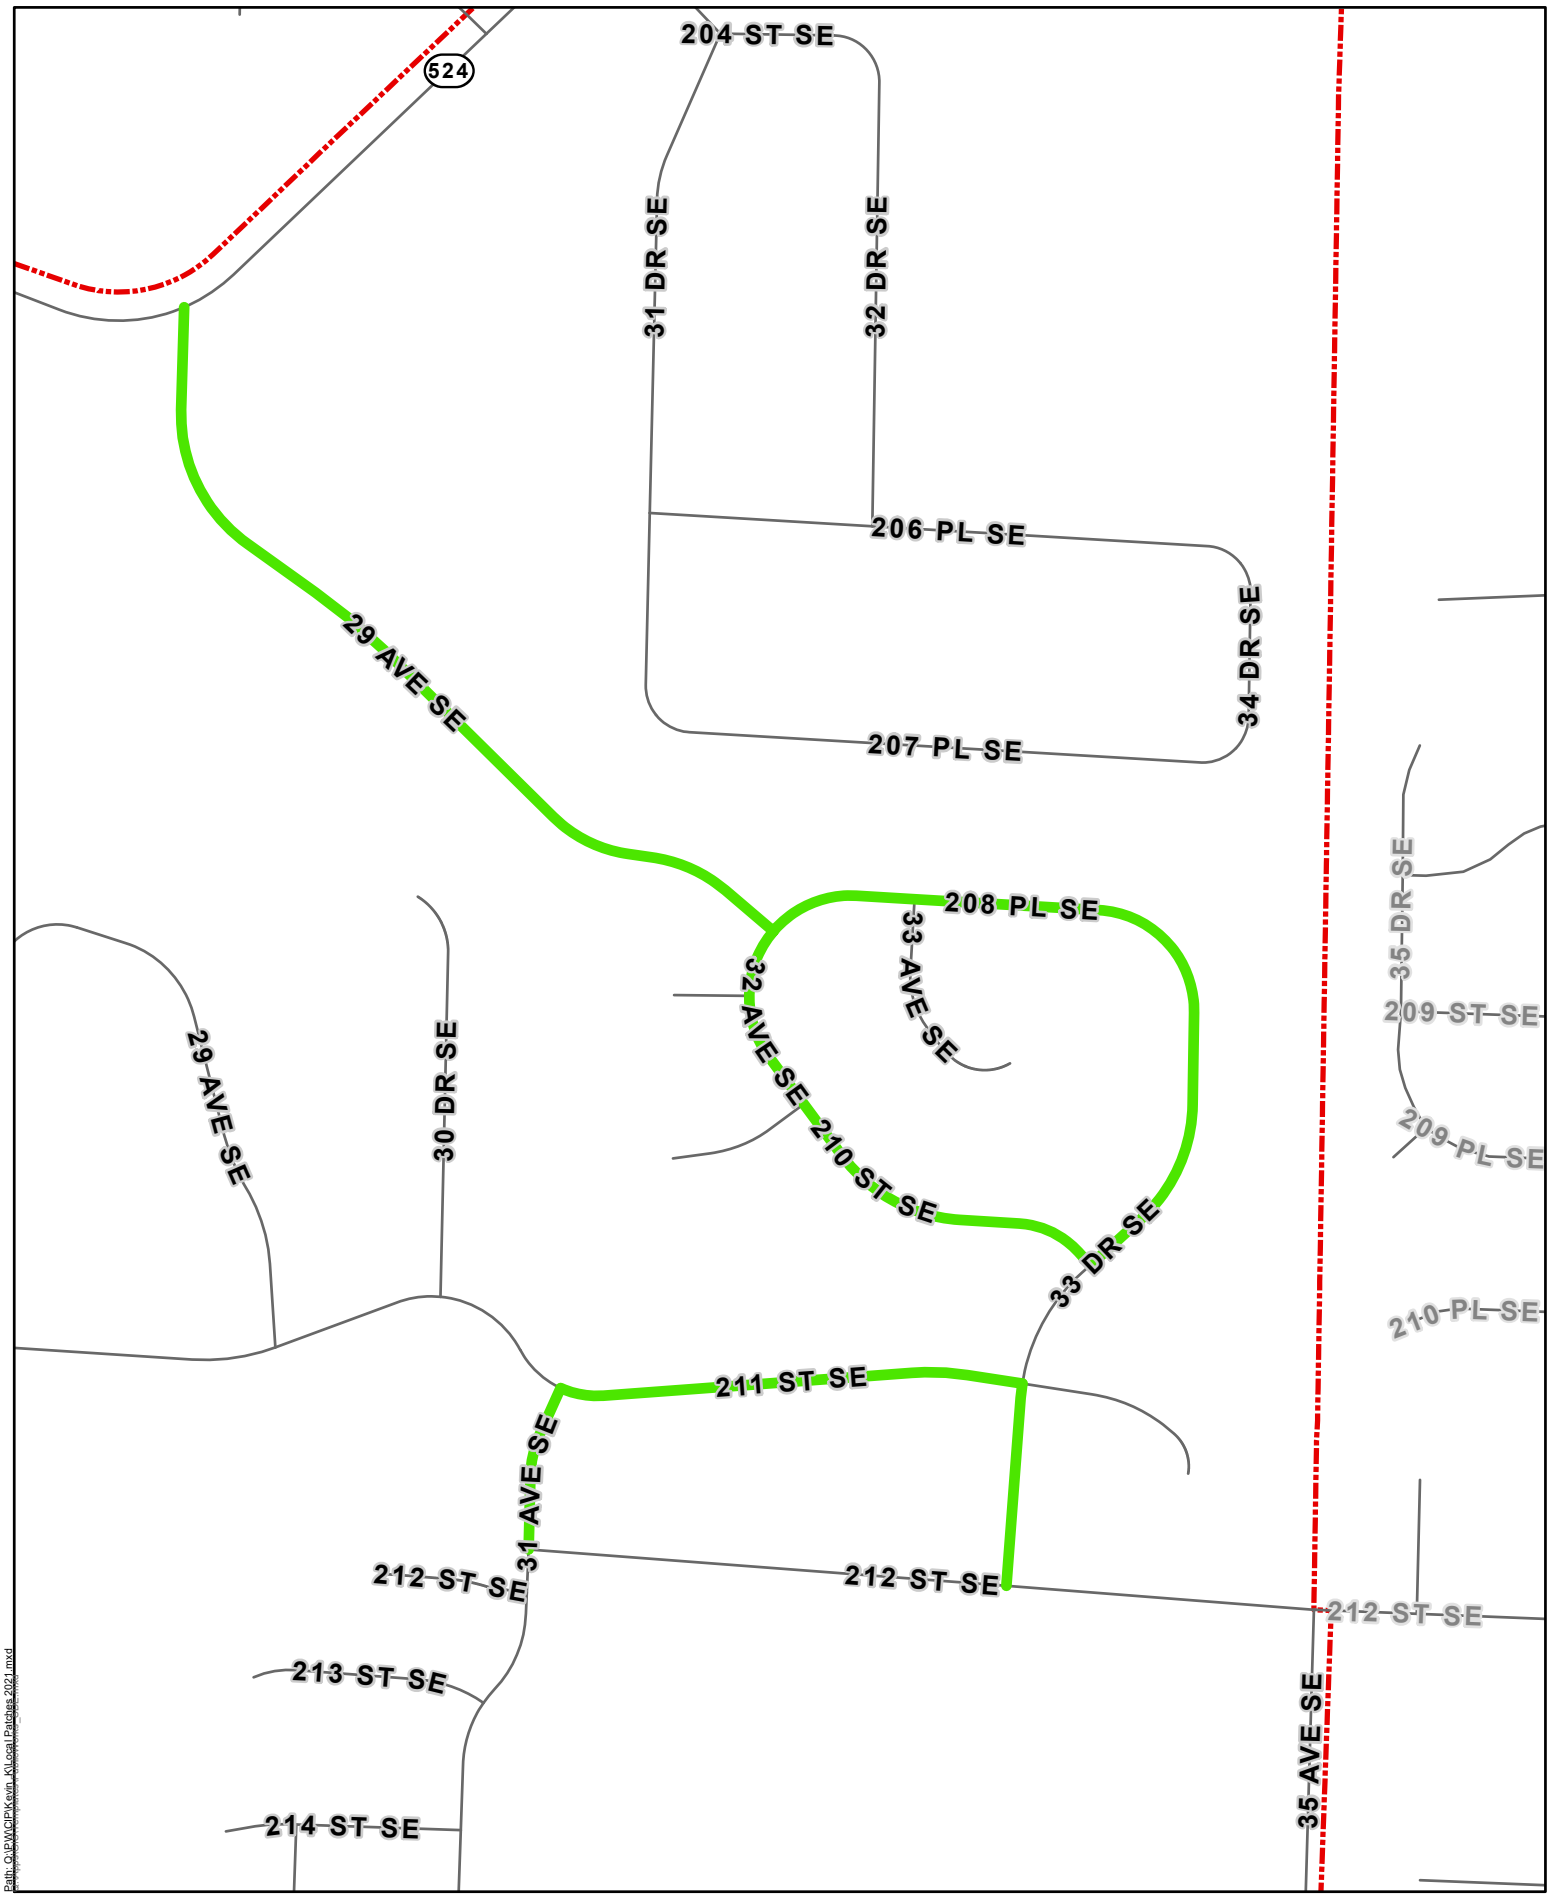 204 ST SE
524
31 DR SE
32 DR SE
206 PL SE
34 DR SE
29 AVE SE
207 PL SE
35 DR SE
208 PL SE
33 AVE SE
32 AVE SE
209 ST SE
29 AVE SE
30 DR SE
209 PL SE
210 ST SE
33 DR SE
210 PL SE
211 ST SE
31 AVE SE
212 ST SE
212 ST SE
212 ST SE
213 ST SE
35 AVE SE
214 ST SE
Path: Q:\PW\CIP\Kevin_K\Local Patches 2021.mxd